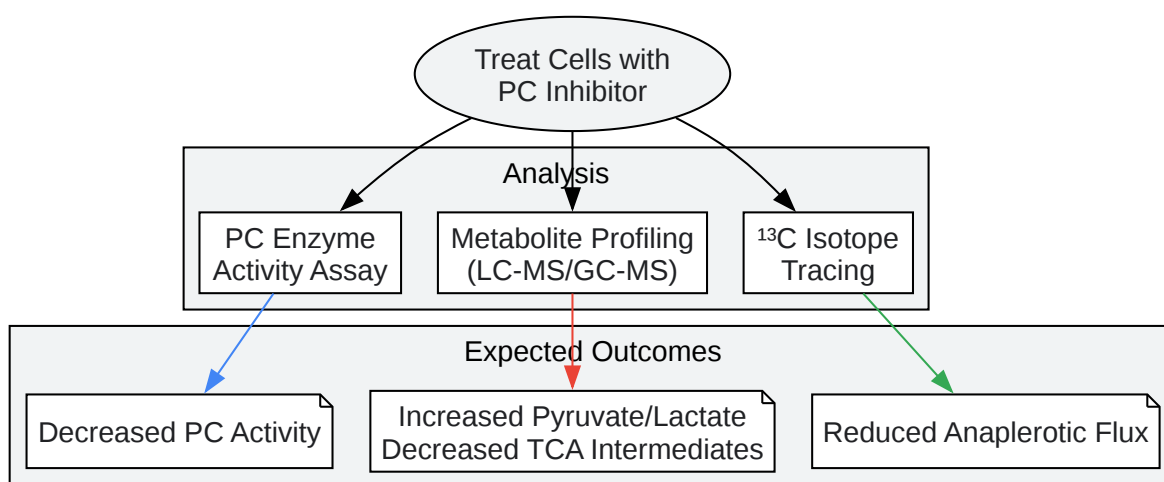 Treat Cells with
PC Inhibitor
Analysis
PC Enzyme
Activity Assay
Metabolite Profiling
(LC-MS/GC-MS)
¹³C Isotope
Tracing
Expected Outcomes
Decreased PC Activity
Increased Pyruvate/Lactate
Decreased TCA Intermediates
Reduced Anaplerotic Flux